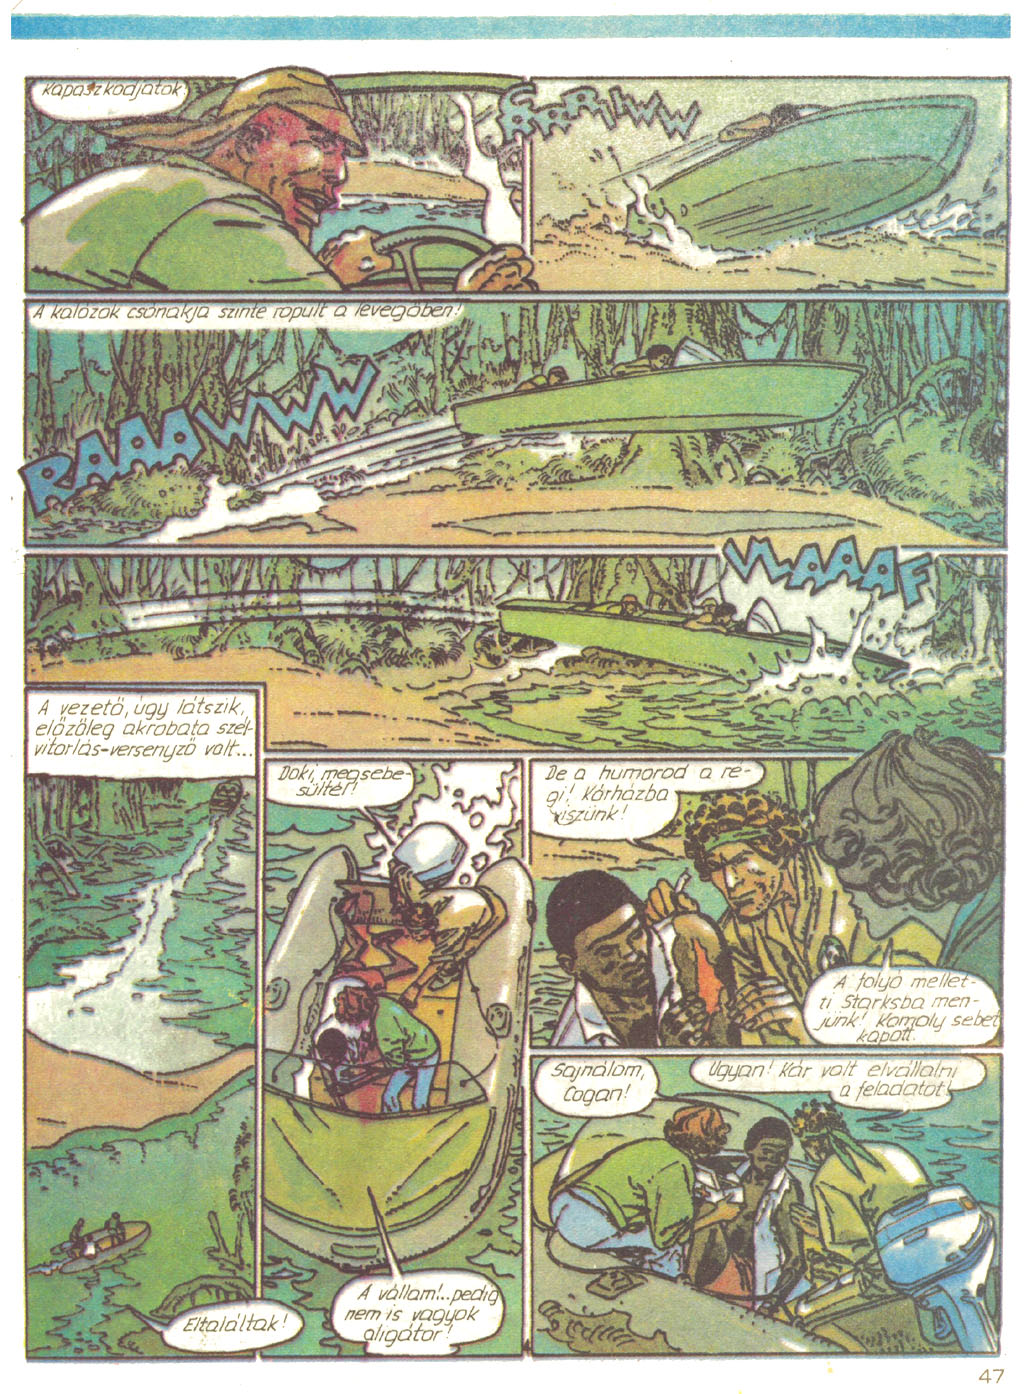 Kapaszkodjatok!
SRRIWW
A kalózok csónakja szinte röpült a levegőben!
RAAAWWW
VLAAAF
A vezető, úgy látszik,
előzőleg akrobata szél-
vitorlás-versenyző volt...
Eltaláltak!
Doki, megsebe-
sültél!
A vállam!...pedig
nem is vagyok
aligátor!
De a humorod a ré-
gi! Kórházba
viszünk!
A folyó mellet-
ti Starksba men-
jünk! Komoly sebet
kapott.
Sajnálom,
Cogan!
Ugyan! Kár volt elvállalni
a feladatot!
47